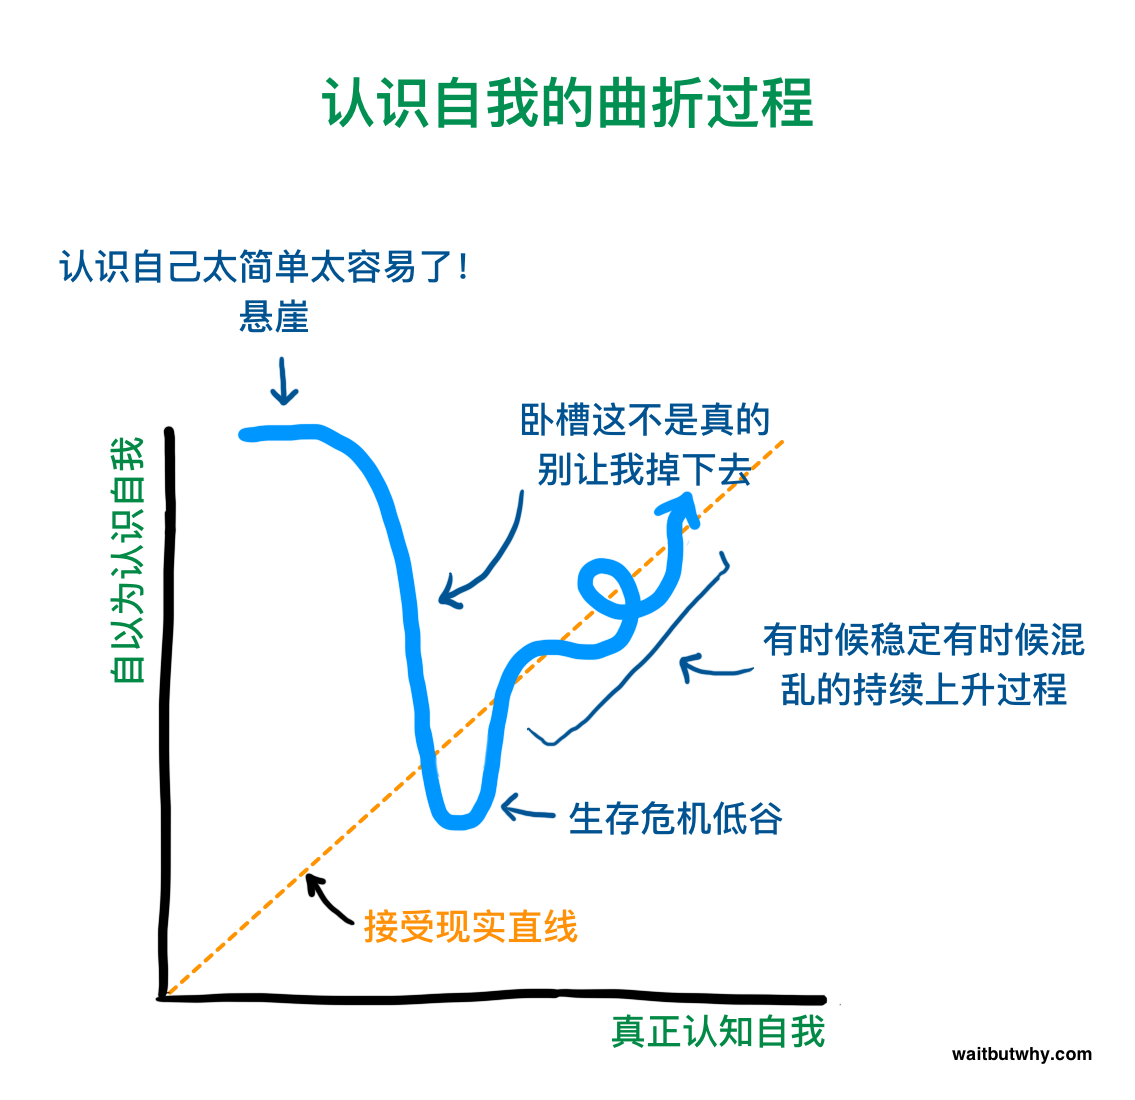 认识自我的曲折过程
认识自己太简单太容易了！
悬崖
卧槽这不是真的
别让我掉下去
自以为认识自我
有时候稳定有时候混
乱的持续上升过程
生存危机低谷
接受现实直线
真正认知自我
waitbutwhy.com